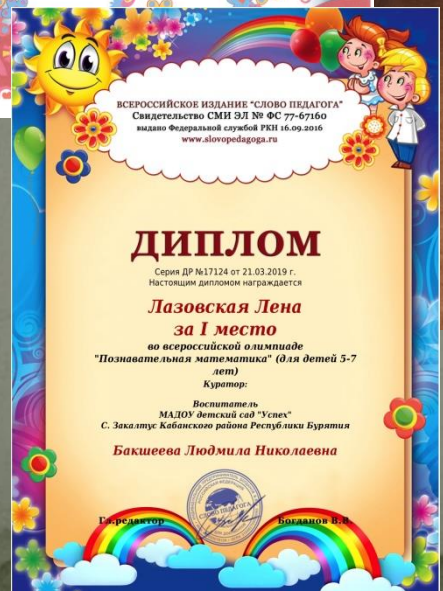 ВСЕРОССИЙСКОЕ ИЗДАНИЕ "СЛОВО ПЕДАГОГА"
Свидетельство СМИ ЭЛ № ФС 77-67160
выдано Федеральной службой РКН 16.09.2016
www.slovopedagoga.ru
ДИПЛОМ
Серия ДР №17124 от 21.03.2019 г.
Настоящим дипломом награждается
Лазовская Лена
за I место
во всероссийской олимпиаде
"Познавательная математика" (для детей 5-7
лет)
Куратор:
Воспитатель
МАДОУ детский сад "Успех"
С. Закалтус Кабанского района Республики Бурятия
Бакшеева Людмила Николаевна
СЛОВО ПЕДАГОГА
Гл.редактор Богданов В.В.